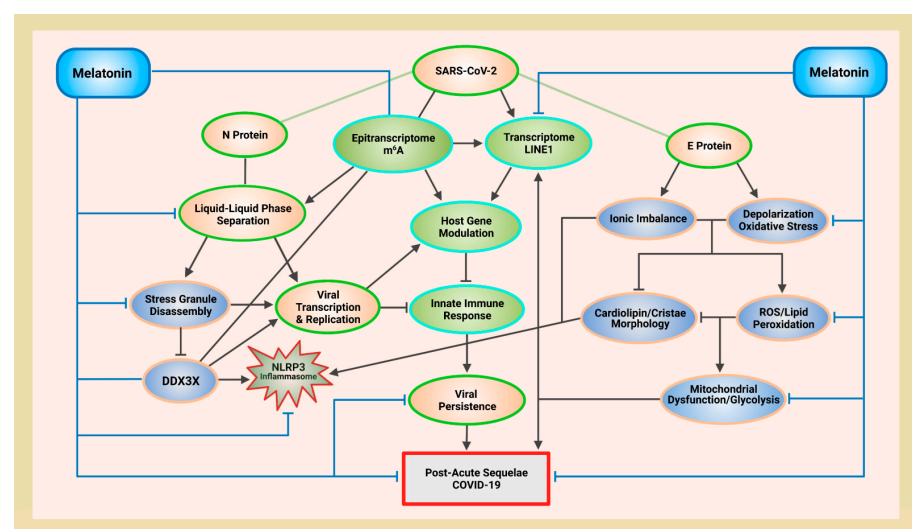 Melatonin
SARS-CoV-2
Melatonin
N Protein
Epitranscriptome
m⁶A
Transcriptome
LINE1
E Protein
Liquid-Liquid Phase
Separation
Host Gene
Modulation
Ionic Imbalance
Depolarization
Oxidative Stress
Stress Granule
Disassembly
Viral
Transcription
& Replication
Innate Immune
Response
Cardiolipin/Cristae
Morphology
ROS/Lipid
Peroxidation
DDX3X
NLRP3
Inflammasome
Viral
Persistence
Mitochondrial
Dysfunction/Glycolysis
Post-Acute Sequelae
COVID-19